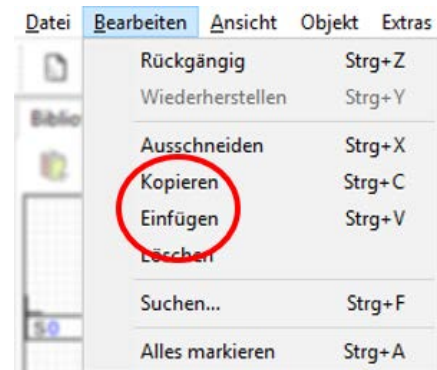 Datei Bearbeiten Ansicht Objekt Extras
Rückgängig Strg+Z
Wiederherstellen Strg+Y
Ausschneiden Strg+X
Kopieren Strg+C
Einfügen Strg+V
Löschen
Suchen... Strg+F
Alles markieren Strg+A